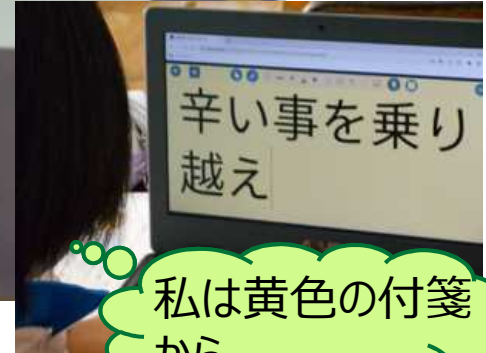 辛い事を乗り
越え
私は黄色の付箋
から